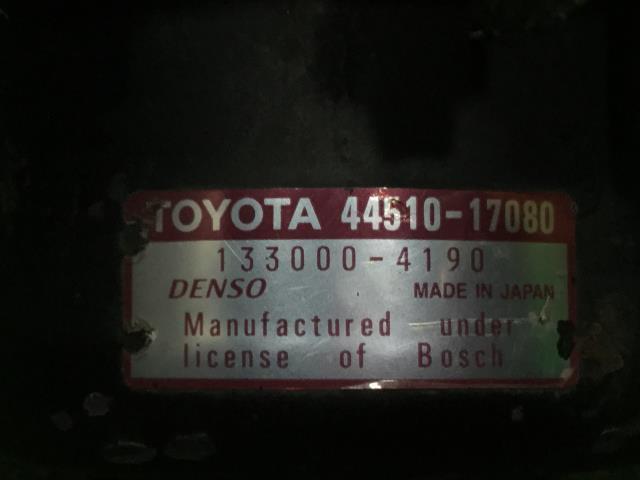 TOYOTA 44510-17080
133000-4190
DENSO MADE IN JAPAN
Manufactured under
license of Bosch